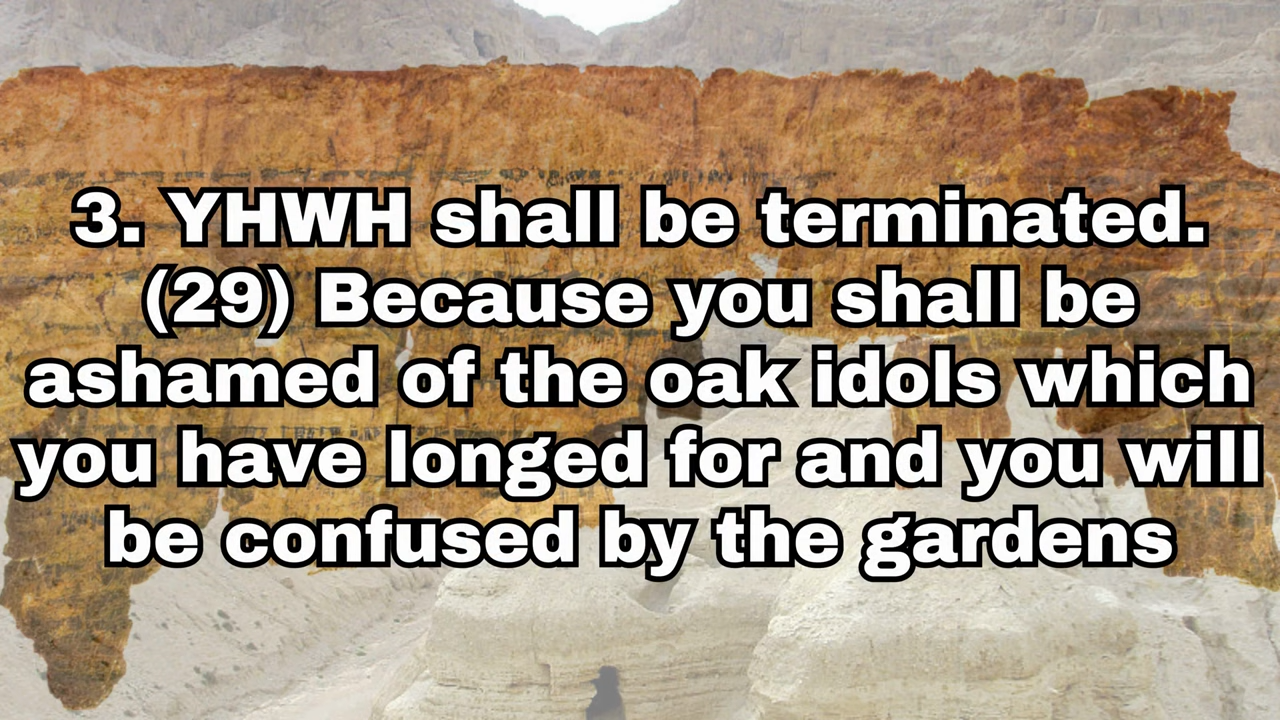 3. YHWH shall be terminated.
(29) Because you shall be
ashamed of the oak idols which
you have longed for and you will
be confused by the gardens